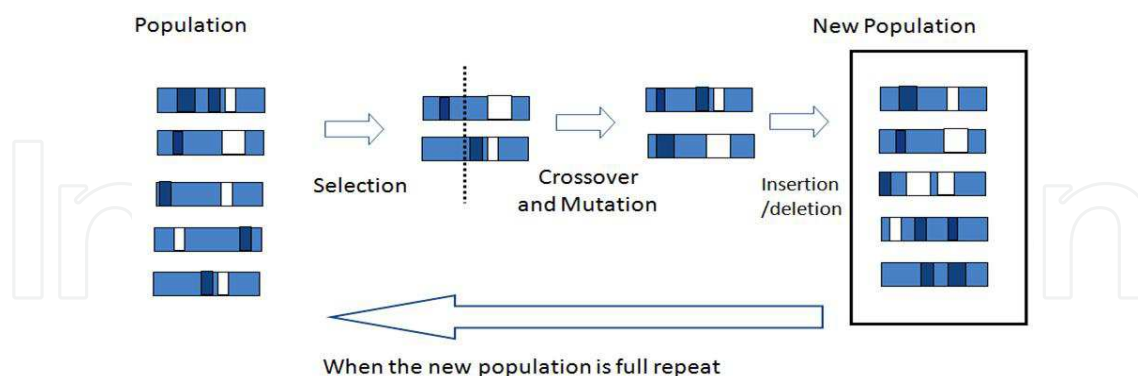 Population
New Population
Selection
Crossover
and Mutation
Insertion
/deletion
When the new population is full repeat